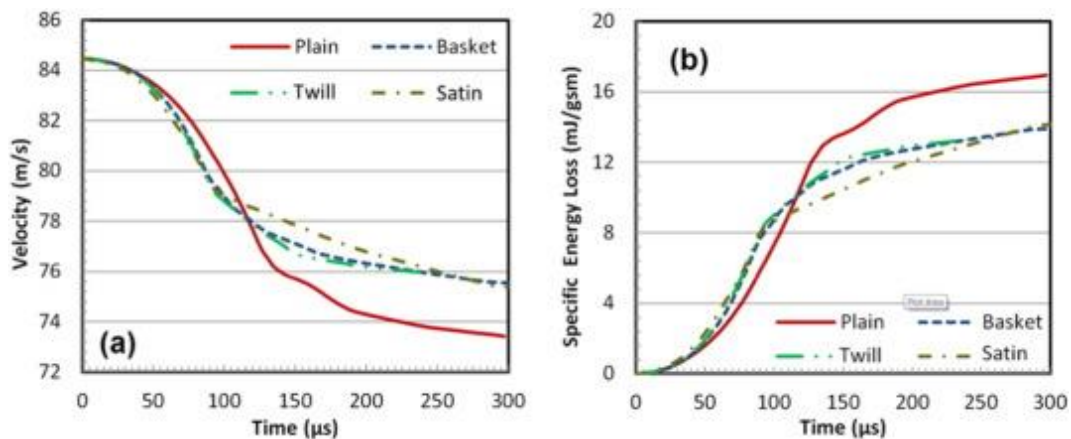 86
84
82
80
78
76
74
72
Velocity (m/s)
Plain
Basket
Twill
Satin
(a)
0
50
100
150
200
250
300
Time (µs)
20
16
12
8
4
0
Specific Energy Loss (mJ/gsm)
(b)
Plot Area
Plain
Basket
Twill
Satin
0
50
100
150
200
250
300
Time (µs)